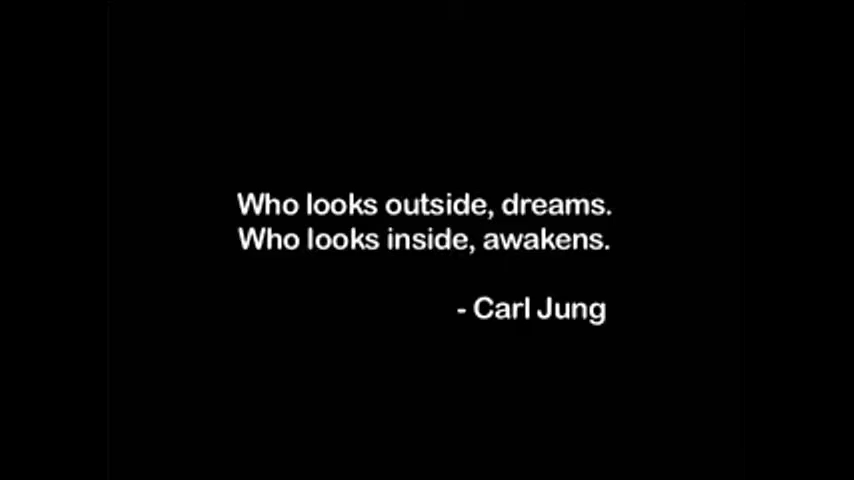 Who looks outside, dreams.
Who looks inside, awakens.
- Carl Jung